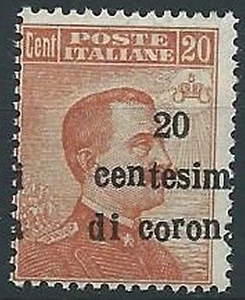 POSTE
Cent ITALIANE 20
20
i centesim
a di coron